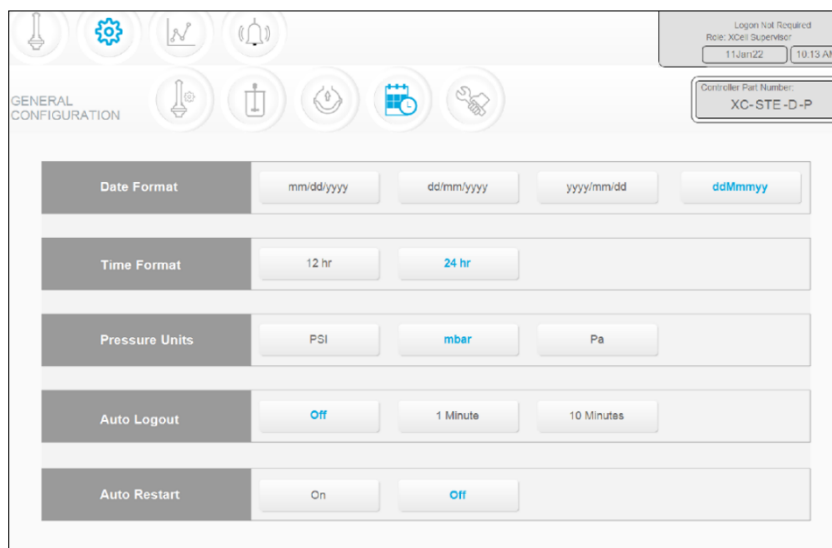 Logon Not Required
Role: XCell Supervisor
11Jan22 10:13 AM
GENERAL
CONFIGURATION
Controller Part Number:
XC-STE-D-P
Date Format mm/dd/yyyy dd/mm/yyyy yyyy/mm/dd ddMmmyy
Time Format 12 hr 24 hr
Pressure Units PSI mbar Pa
Auto Logout Off 1 Minute 10 Minutes
Auto Restart On Off